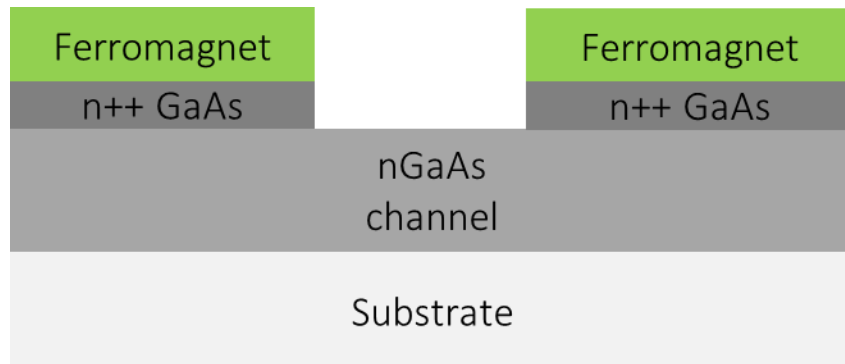 Ferromagnet
Ferromagnet
n++ GaAs
n++ GaAs
nGaAs
channel
Substrate